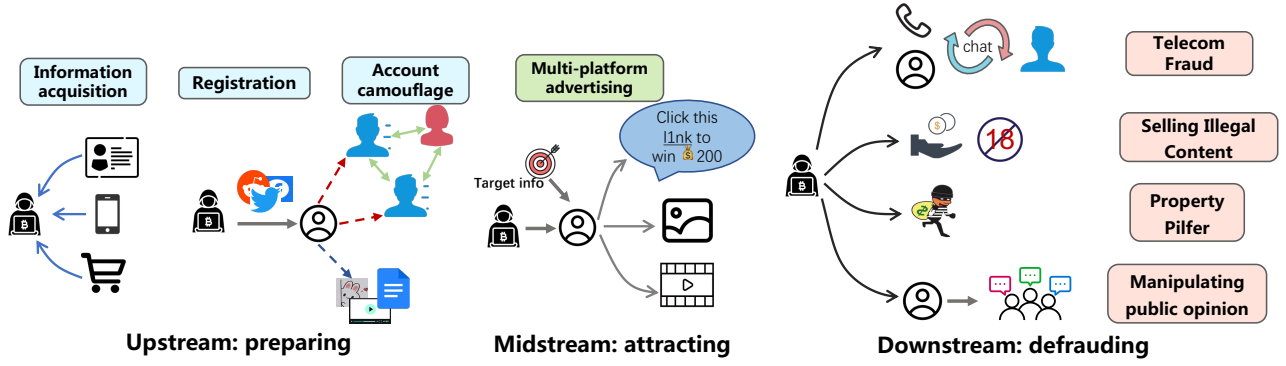 Information
acquisition
Registration
Account
camouflage
Multi-platform
advertising
Click this
l1nk to
win 200
Target info
chat
18
Telecom
Fraud
Selling Illegal
Content
Property
Pilfer
Manipulating
public opinion
Upstream: preparing
Midstream: attracting
Downstream: defrauding